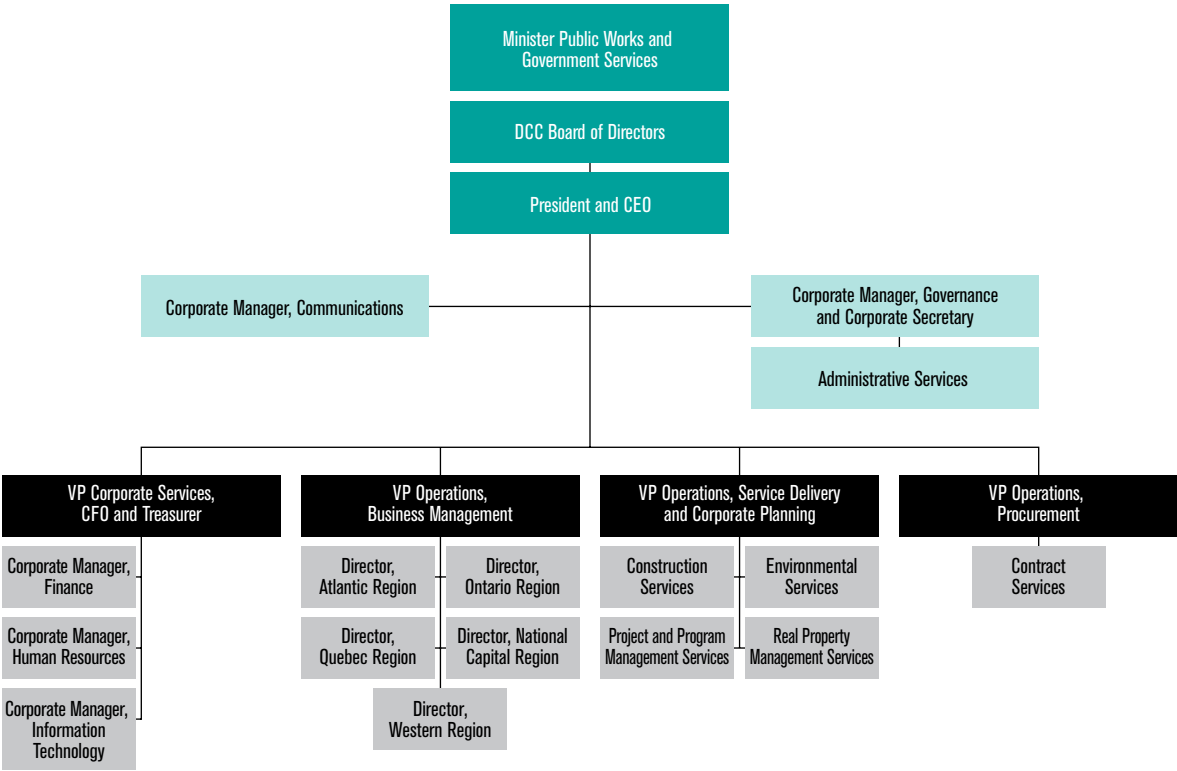 Minister Public Works and
Government Services
DCC Board of Directors
President and CEO
Corporate Manager, Communications
Corporate Manager, Governance
and Corporate Secretary
Administrative Services
VP Corporate Services,
CFO and Treasurer
VP Operations,
Business Management
VP Operations, Service Delivery
and Corporate Planning
VP Operations,
Procurement
Corporate Manager,
Finance
Corporate Manager,
Human Resources
Corporate Manager,
Information
Technology
Director,
Atlantic Region
Director,
Ontario Region
Director,
Quebec Region
Director, National
Capital Region
Director,
Western Region
Construction
Services
Environmental
Services
Project and Program
Management Services
Real Property
Management Services
Contract
Services